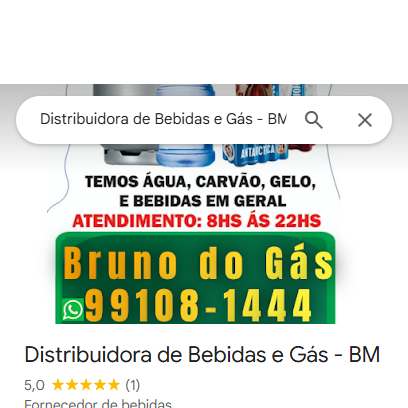 Distribuidora de Bebidas e Gás - BM
ANTARCTICA
TEMOS ÁGUA, CARVÃO, GELO,
E BEBIDAS EM GERAL
ATENDIMENTO: 8HS ÁS 22HS
Bruno do Gás
99108-1444
Distribuidora de Bebidas e Gás - BM
5,0 ★★★★★ (1)
Fornecedor de bebidas